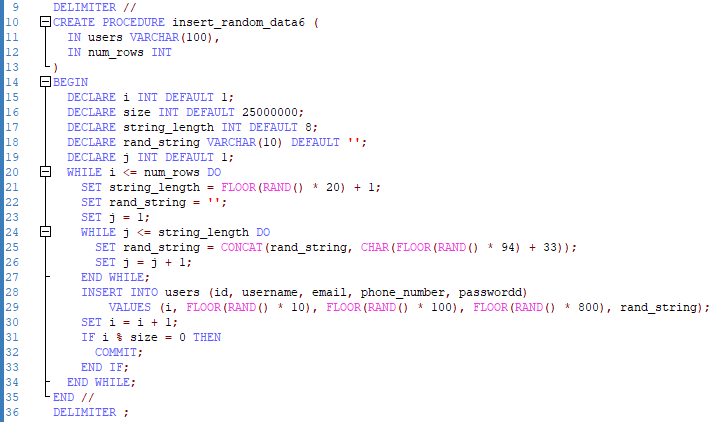 9 DELIMITER //
10 CREATE PROCEDURE insert_random_data6 (
11 IN users VARCHAR(100),
12 IN num_rows INT
13 )
14 BEGIN
15 DECLARE i INT DEFAULT 1;
16 DECLARE size INT DEFAULT 25000000;
17 DECLARE string_length INT DEFAULT 8;
18 DECLARE rand_string VARCHAR(10) DEFAULT '';
19 DECLARE j INT DEFAULT 1;
20 WHILE i <= num_rows DO
21 SET string_length = FLOOR(RAND() * 20) + 1;
22 SET rand_string = '';
23 SET j = 1;
24 WHILE j <= string_length DO
25 SET rand_string = CONCAT(rand_string, CHAR(FLOOR(RAND() * 94) + 33));
26 SET j = j + 1;
27 END WHILE;
28 INSERT INTO users (id, username, email, phone_number, passwordd)
29 VALUES (i, FLOOR(RAND() * 10), FLOOR(RAND() * 100), FLOOR(RAND() * 800), rand_string);
30 SET i = i + 1;
31 IF i % size = 0 THEN
32 COMMIT;
33 END IF;
34 END WHILE;
35 END //
36 DELIMITER ;